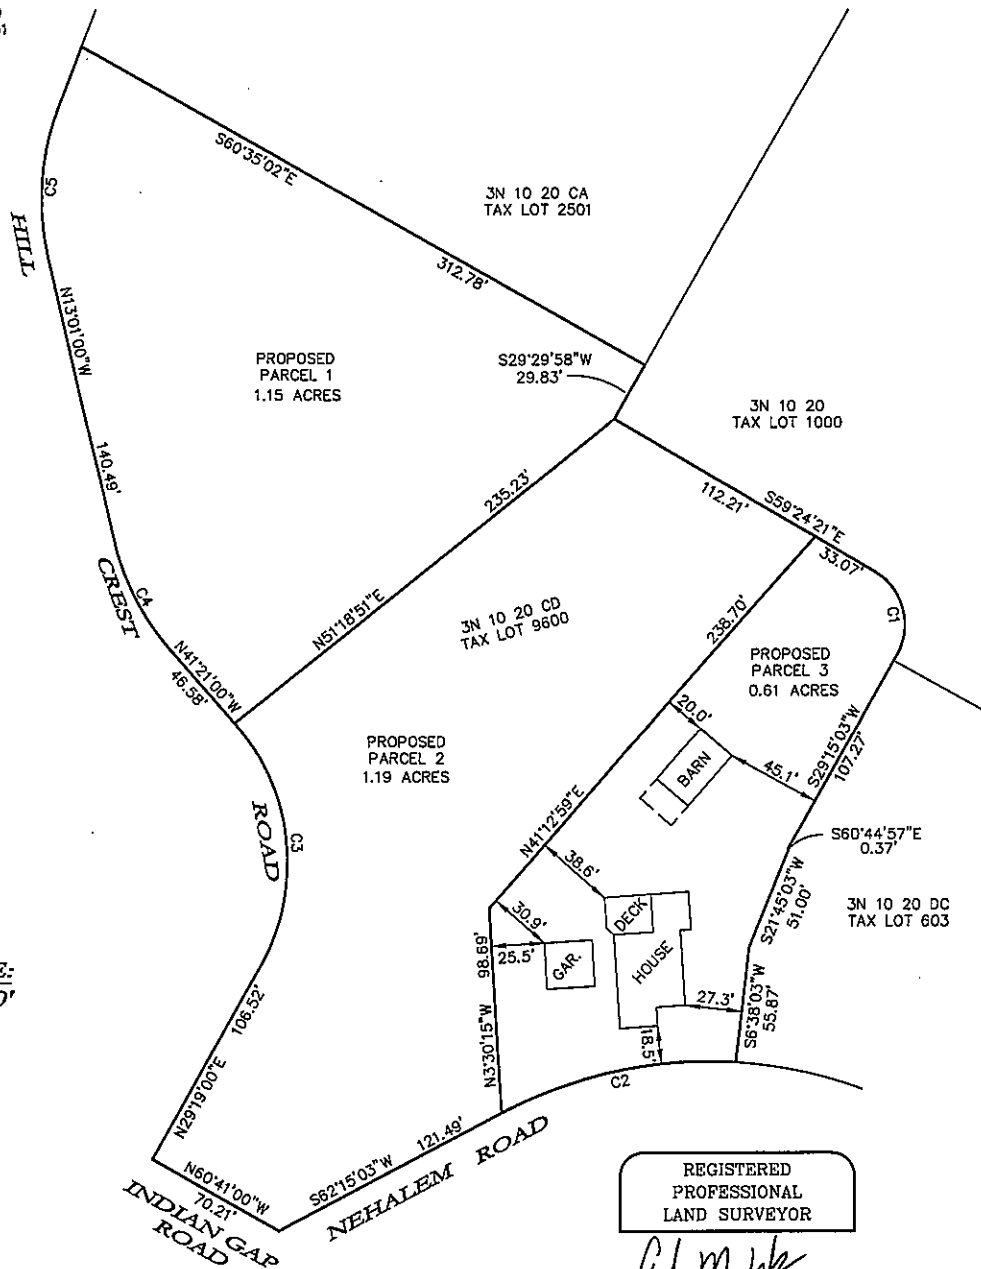 S60°35'02"E
312.78'
3N 10 20 CA
TAX LOT 2501
C5
HILL
N13°01'00"W
140.49'
PROPOSED
PARCEL 1
1.15 ACRES
S29°29'58"W
29.83'
3N 10 20
TAX LOT 1000
S59°24'21"E
112.21'
33.07'
C1
CREST
C4
N41°21'00"W
46.58'
N51°18'51"E
235.23'
3N 10 20 CD
TAX LOT 9600
238.70'
N41°12'59"E
PROPOSED
PARCEL 3
0.61 ACRES
20.0'
BARN
45.1'
S29°15'03"W
107.27'
S60°44'57"E
0.37'
PROPOSED
PARCEL 2
1.19 ACRES
ROAD
C3
38.6'
30.9'
DECK
HOUSE
GAR.
25.5'
98.69'
N3°30'15"W
27.3'
18.5'
S21°45'03"W
51.00'
3N 10 20 DC
TAX LOT 603
S6°38'03"W
55.87'
C2
106.52'
N29°19'00"E
121.49'
S62°15'03"W
NEHALEM ROAD
N60°41'00"W
70.21'
INDIAN GAP
ROAD
REGISTERED
PROFESSIONAL
LAND SURVEYOR